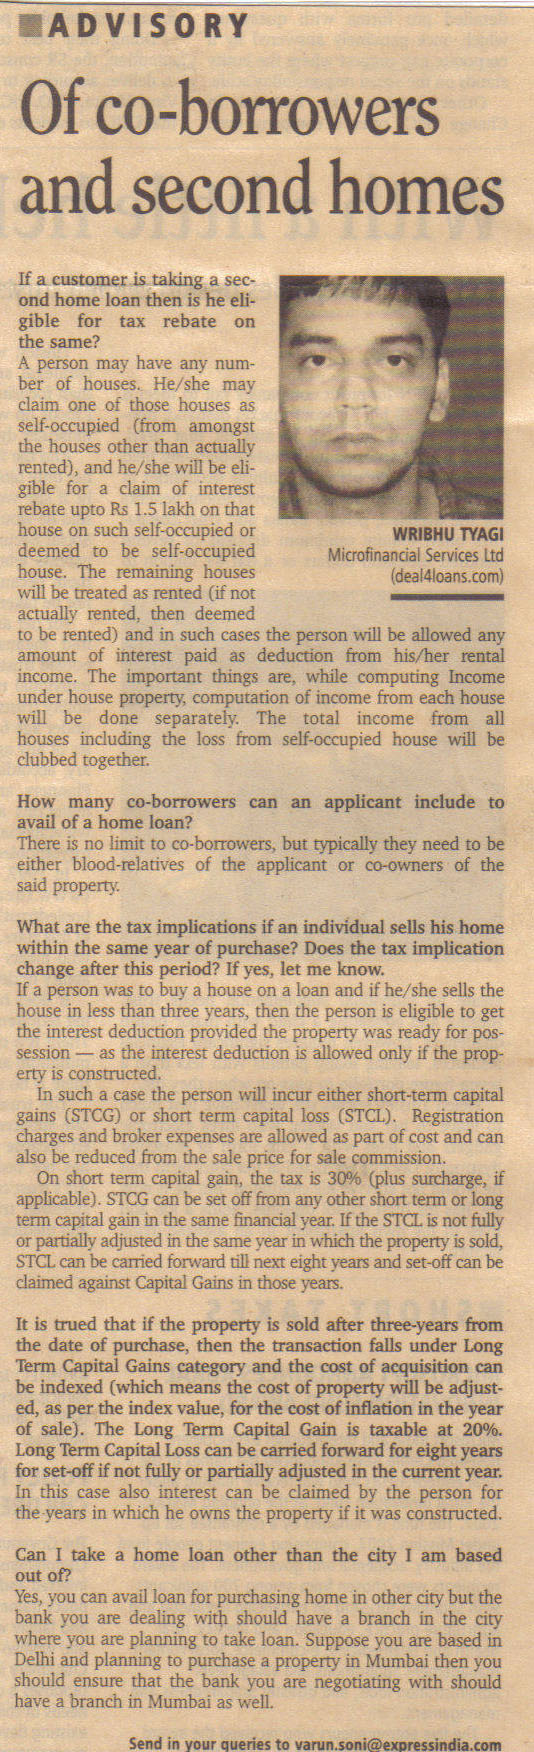 ADVISORY
Of co-borrowers
and second homes
If a customer is taking a sec-
ond home loan then is he eli-
gible for tax rebate on
the same?
A person may have any num-
ber of houses. He/she may
claim one of those houses as
self-occupied (from amongst
the houses other than actually
rented), and he/she will be eli-
gible for a claim of interest
rebate upto Rs 1.5 lakh on that
house on such self-occupied or
deemed to be self-occupied
house. The remaining houses
will be treated as rented (if not
actually rented, then deemed
WRIBHU TYAGI
Microfinancial Services Ltd
(deal4loans.com)
to be rented) and in such cases the person will be allowed any
amount of interest paid as deduction from his/her rental
income. The important things are, while computing Income
under house property, computation of income from each house
will be done separately. The total income from all
houses including the loss from self-occupied house will be
clubbed together.
How many co-borrowers can an applicant include to
avail of a home loan?
There is no limit to co-borrowers, but typically they need to be
either blood-relatives of the applicant or co-owners of the
said property.
What are the tax implications if an individual sells his home
within the same year of purchase? Does the tax implication
change after this period? If yes, let me know.
If a person was to buy a house on a loan and if he/she sells the
house in less than three years, then the person is eligible to get
the interest deduction provided the property was ready for pos-
session — as the interest deduction is allowed only if the prop-
erty is constructed.
In such a case the person will incur either short-term capital
gains (STCG) or short term capital loss (STCL). Registration
charges and broker expenses are allowed as part of cost and can
also be reduced from the sale price for sale commission.
On short term capital gain, the tax is 30% (plus surcharge, if
applicable). STCG can be set off from any other short term or long
term capital gain in the same financial year. If the STCL is not fully
or partially adjusted in the same year in which the property is sold,
STCL can be carried forward till next eight years and set-off can be
claimed against Capital Gains in those years.
It is trued that if the property is sold after three-years from
the date of purchase, then the transaction falls under Long
Term Capital Gains category and the cost of acquisition can
be indexed (which means the cost of property will be adjust-
ed, as per the index value, for the cost of inflation in the year
of sale). The Long Term Capital Gain is taxable at 20%.
Long Term Capital Loss can be carried forward for eight years
for set-off if not fully or partially adjusted in the current year.
In this case also interest can be claimed by the person for
the years in which he owns the property if it was constructed.
Can I take a home loan other than the city I am based
out of?
Yes, you can avail loan for purchasing home in other city but the
bank you are dealing with should have a branch in the city
where you are planning to take loan. Suppose you are based in
Delhi and planning to purchase a property in Mumbai then you
should ensure that the bank you are negotiating with should
have a branch in Mumbai as well.
Send in your queries to varun.soni@expressindia.com